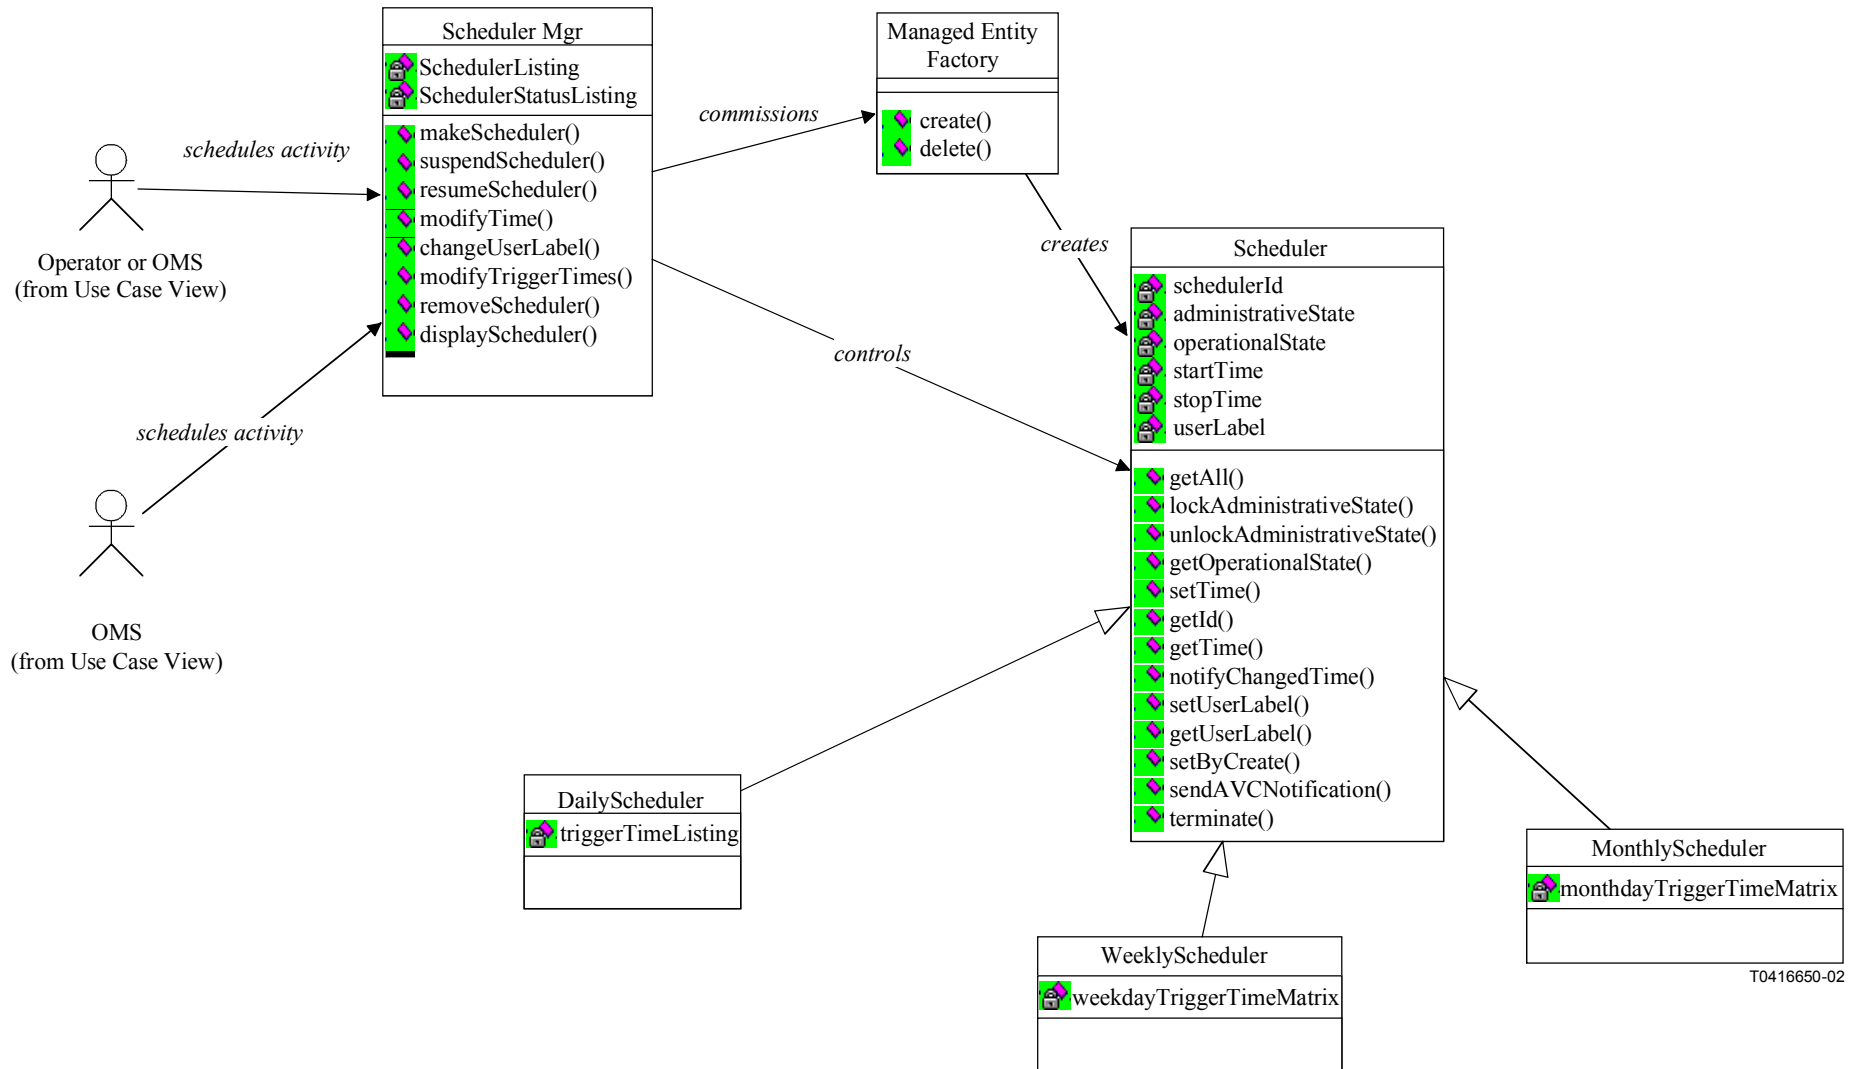 Scheduler Mgr
SchedulerListing
SchedulerStatusListing
makeScheduler()
suspendScheduler()
resumeScheduler()
modifyTime()
changeUserLabel()
modifyTriggerTimes()
removeScheduler()
displayScheduler()
Managed Entity
Factory
create()
delete()
commissions
schedules activity
Operator or OMS
(from Use Case View)
creates
controls
schedules activity
OMS
(from Use Case View)
Scheduler
schedulerId
administrativeState
operationalState
startTime
stopTime
userLabel
getAll()
lockAdministrativeState()
unlockAdministrativeState()
getOperationalState()
setTime()
getId()
getTime()
notifyChangedTime()
setUserLabel()
getUserLabel()
setByCreate()
sendAVCNotification()
terminate()
DailyScheduler
triggerTimeListing
MonthlyScheduler
monthdayTriggerTimeMatrix
WeeklyScheduler
weekdayTriggerTimeMatrix
T0416650-02